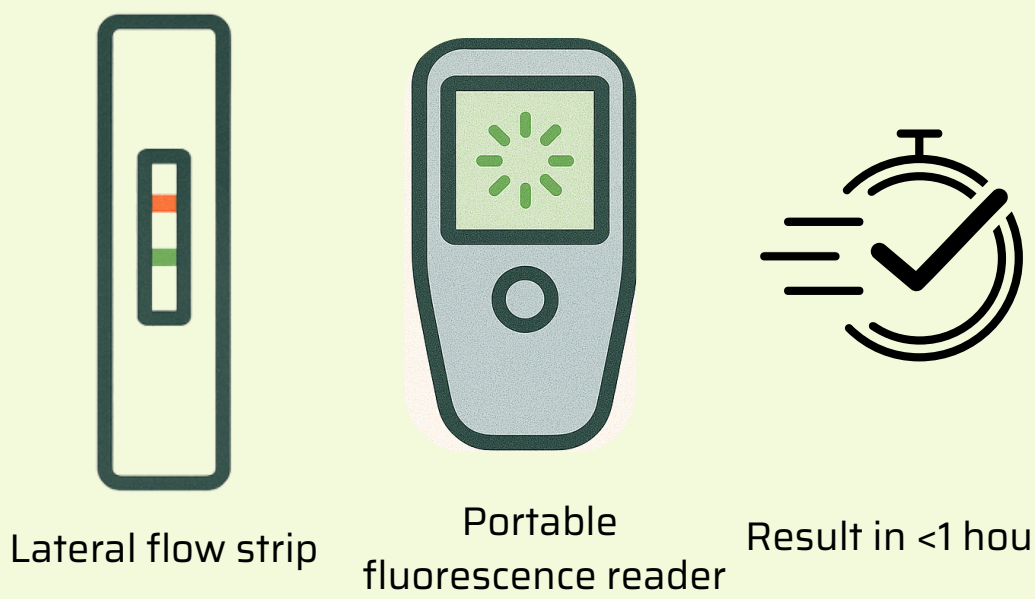 Lateral flow strip
Portable
fluorescence reader
Result in <1 hou